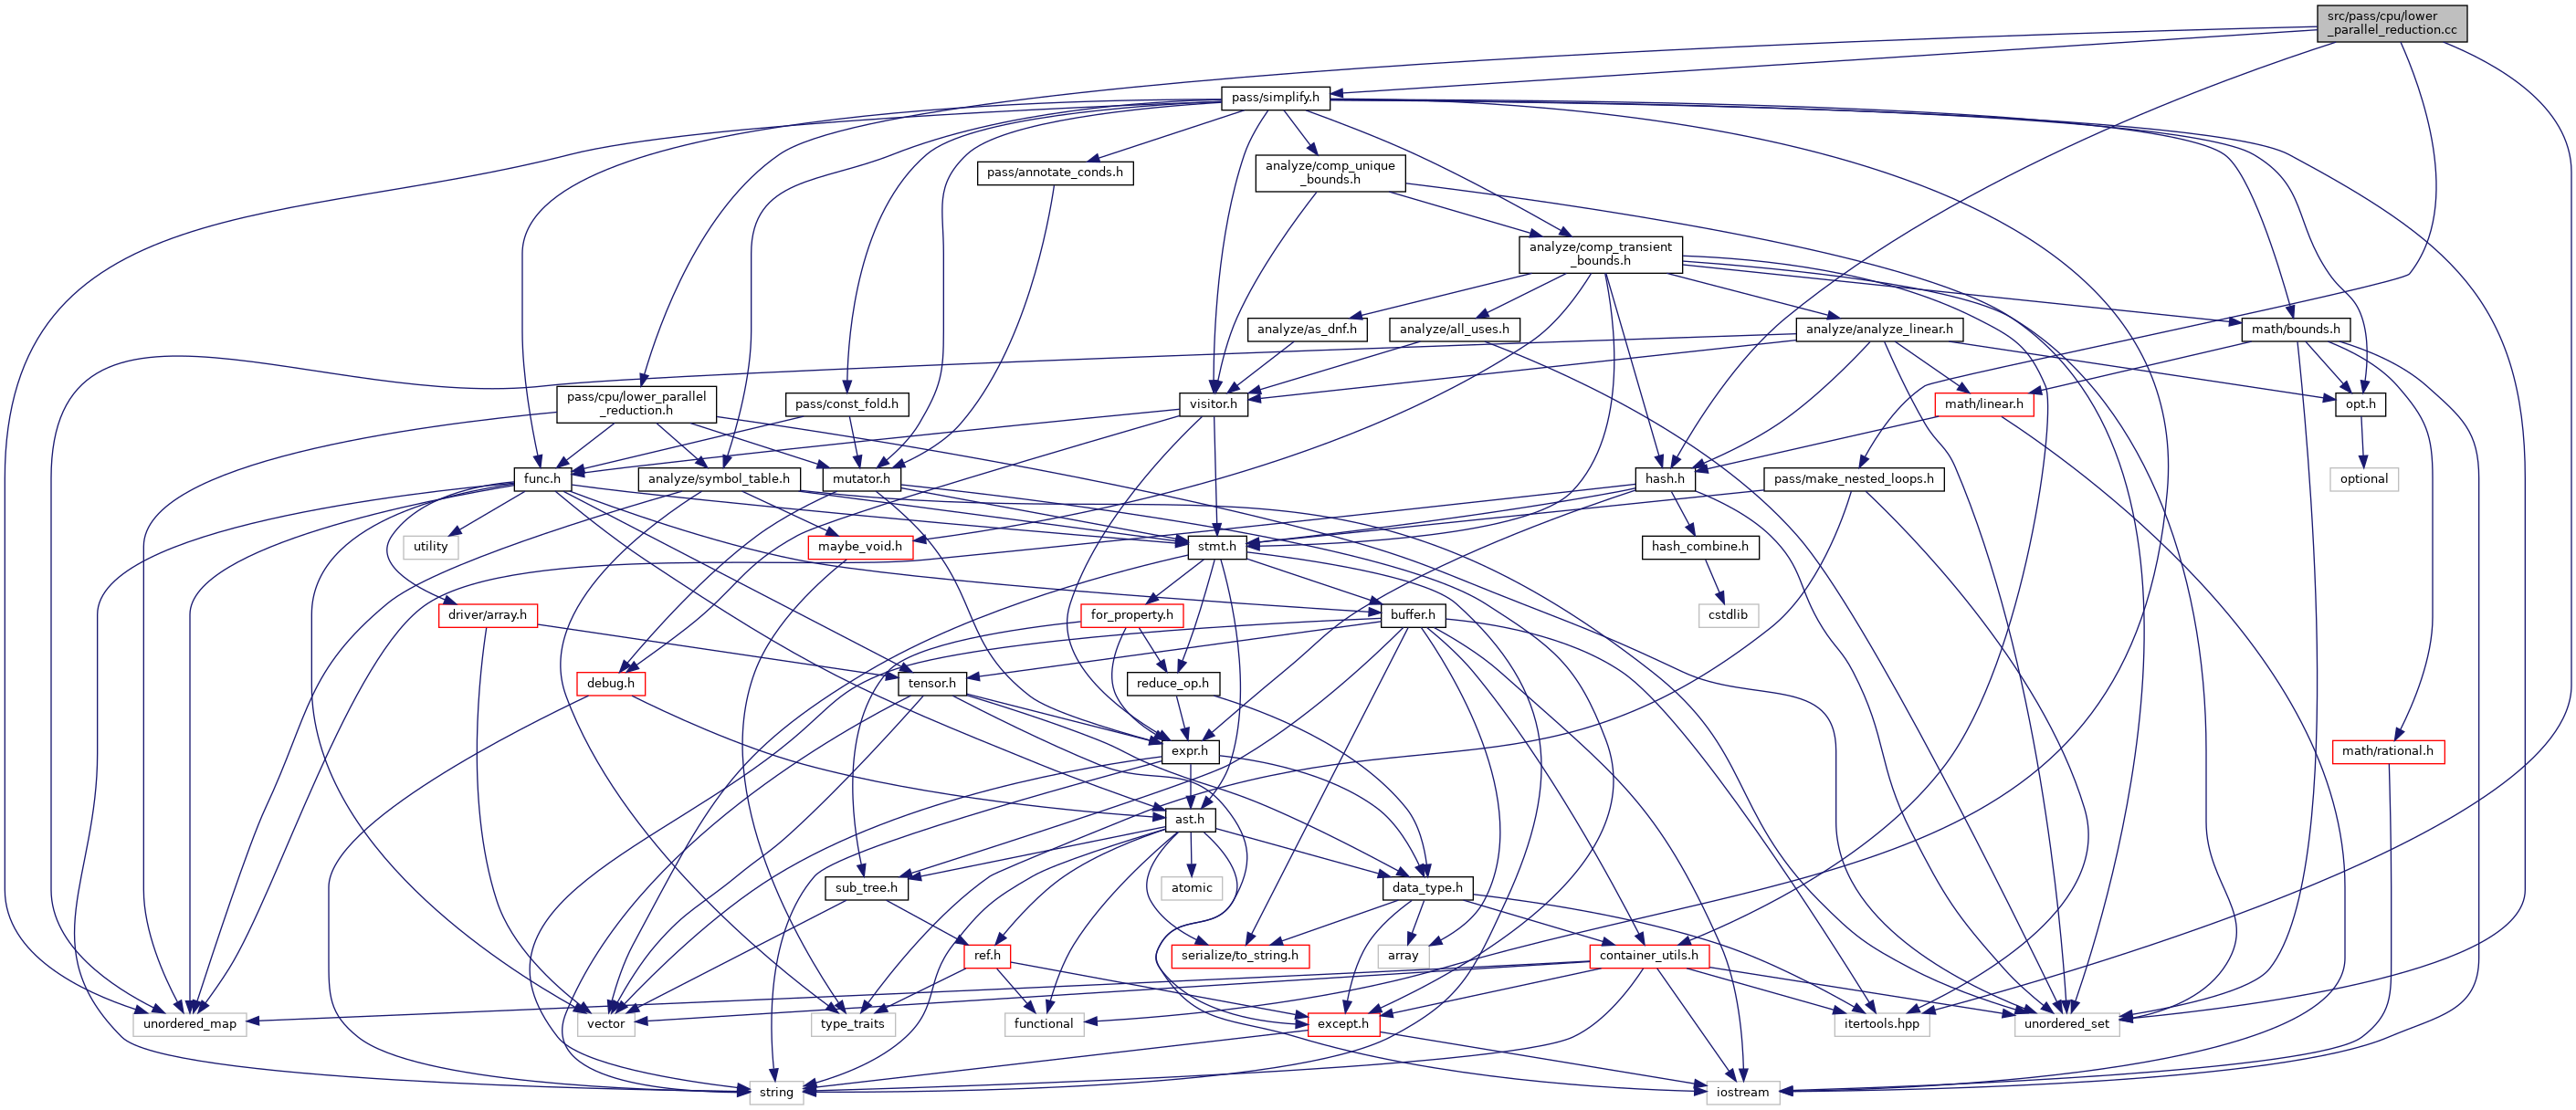 src/pass/cpu/lower
_parallel_reduction.cc
pass/simplify.h
pass/annotate_conds.h
analyze/comp_unique
_bounds.h
analyze/comp_transient
_bounds.h
analyze/as_dnf.h
analyze/all_uses.h
analyze/analyze_linear.h
math/bounds.h
pass/cpu/lower_parallel
_reduction.h
pass/const_fold.h
visitor.h
math/linear.h
opt.h
func.h
analyze/symbol_table.h
mutator.h
hash.h
pass/make_nested_loops.h
optional
utility
maybe_void.h
stmt.h
hash_combine.h
driver/array.h
for_property.h
buffer.h
cstdlib
debug.h
tensor.h
reduce_op.h
expr.h
math/rational.h
ast.h
sub_tree.h
atomic
data_type.h
ref.h
serialize/to_string.h
array
container_utils.h
unordered_map
vector
type_traits
functional
except.h
itertools.hpp
unordered_set
string
iostream